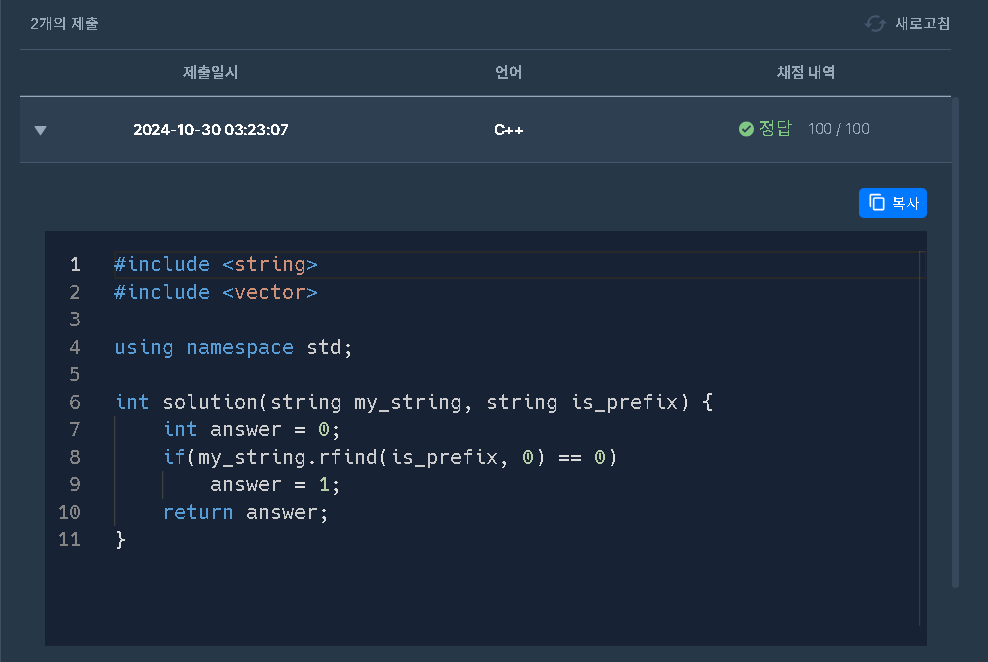 2개의 제출
새로고침
제출일시 언어 채점 내역
2024-10-30 03:23:07 C++ 정답 100 / 100
복사
1 #include <string>
2 #include <vector>
3
4 using namespace std;
5
6 int solution(string my_string, string is_prefix) {
7     int answer = 0;
8     if(my_string.rfind(is_prefix, 0) == 0)
9         answer = 1;
10     return answer;
11 }